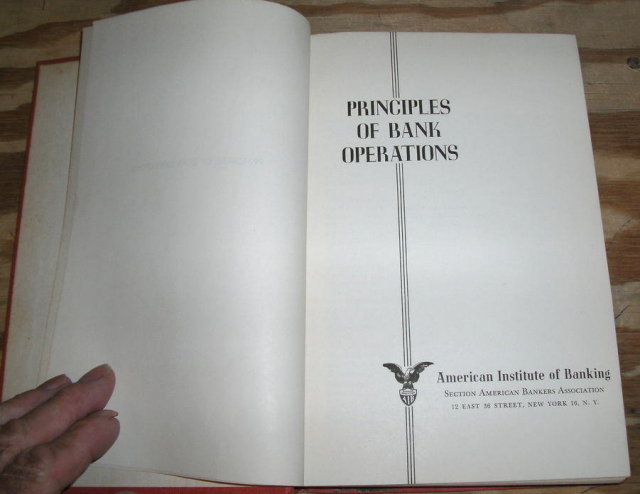 PRINCIPLES
OF BANK
OPERATIONS
American Institute of Banking
SECTION AMERICAN BANKERS ASSOCIATION
12 EAST 36 STREET, NEW YORK 16, N. Y.